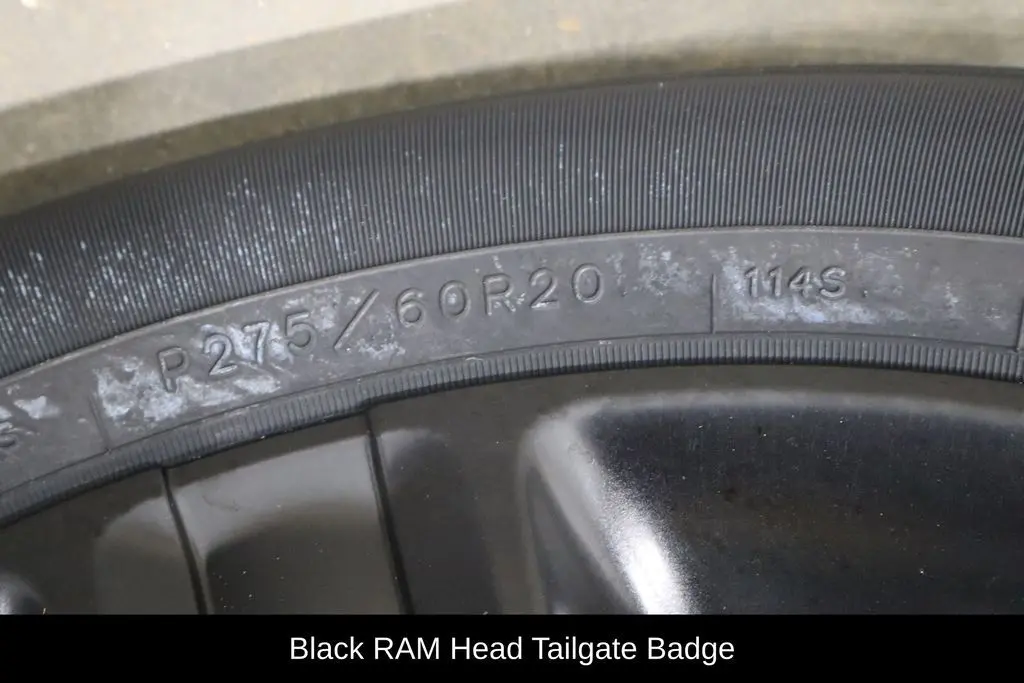 P275/60R20 114S
Black RAM Head Tailgate Badge